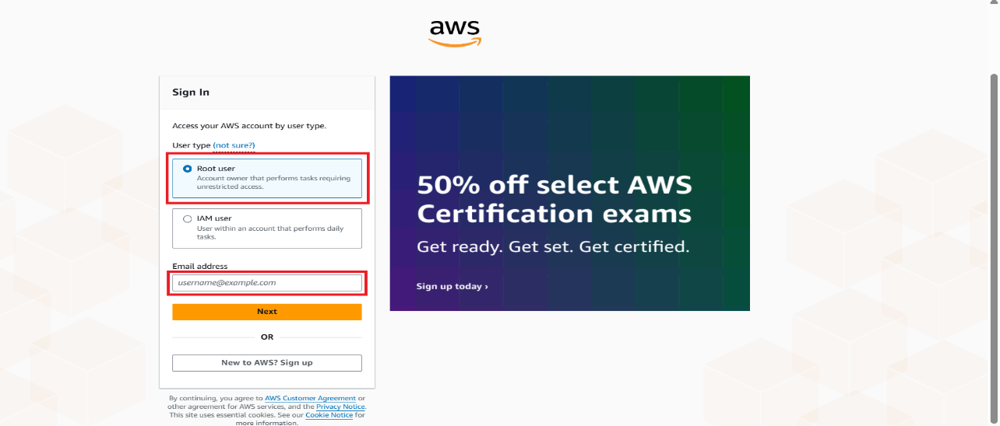 aws
Sign In
Access your AWS account by user type.
User type (not sure?)
Root user
Account owner that performs tasks requiring
unrestricted access.
IAM user
User within an account that performs daily
tasks.
Email address
username@example.com
Next
OR
New to AWS? Sign up
By continuing, you agree to AWS Customer Agreement or
other agreement for AWS services, and the Privacy Notice.
This site uses essential cookies. See our Cookie Notice for
more information.
50% off select AWS
Certification exams
Get ready. Get set. Get certified.
Sign up today ›